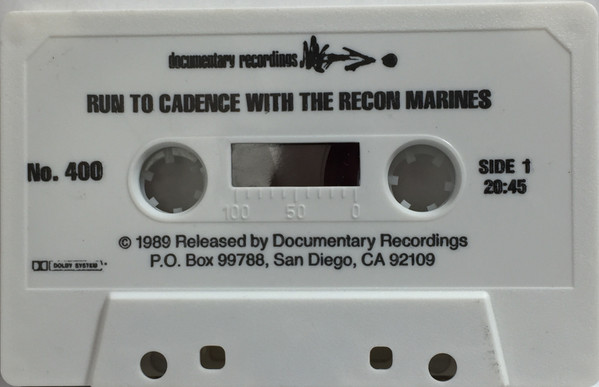 documentary recordings
RUN TO CADENCE WITH THE RECON MARINES
No. 400
SIDE 1
20:45
100 50 0
© 1989 Released by Documentary Recordings
DOLBY SYSTEM
P.O. Box 99788, San Diego, CA 92109